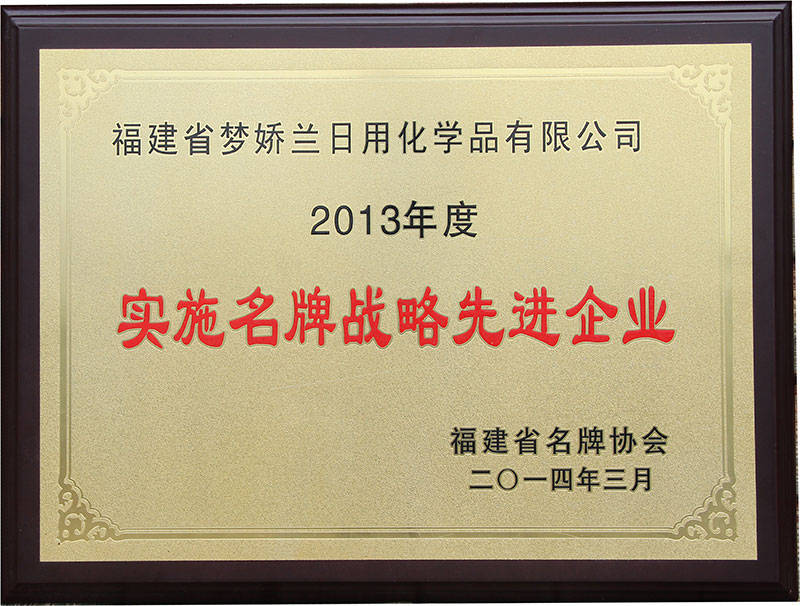 福建省梦娇兰日用化学品有限公司
2013年度
实施名牌战略先进企业
福建省名牌协会
二〇一四年三月